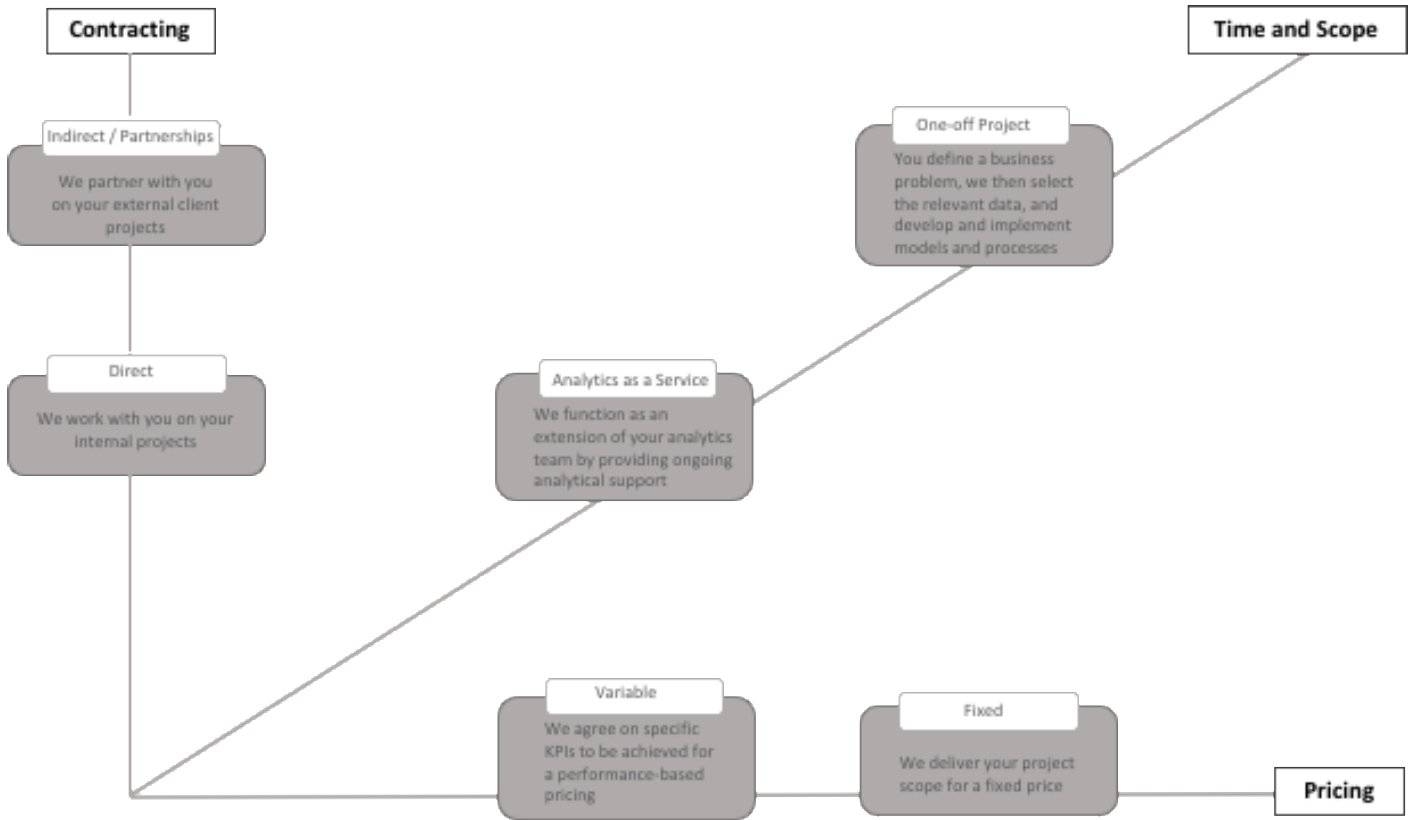 Contracting
Time and Scope
Indirect / Partnerships
We partner with you
on your external client
projects
One-off Project
You define a business
problem, we then select
the relevant data, and
develop and implement
models and processes
Direct
We work with you on your
internal projects
Analytics as a Service
We function as an
extension of your analytics
team by providing ongoing
analytical support
Variable
We agree on specific
KPIs to be achieved for
a performance-based
pricing
Fixed
We deliver your project
scope for a fixed price
Pricing